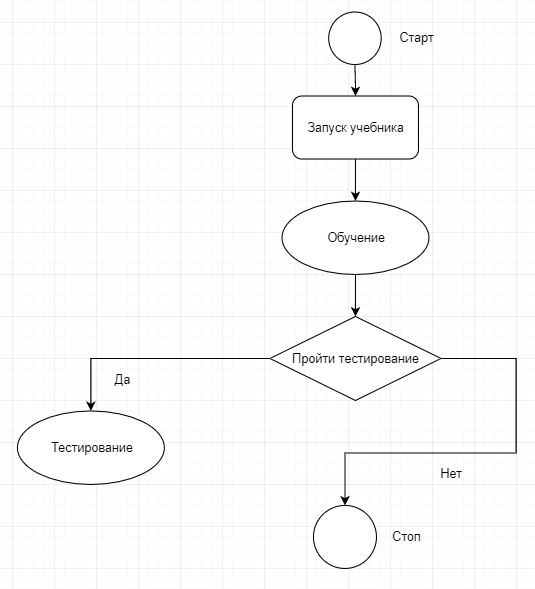 Старт
Запуск учебника
Обучение
Пройти тестирование
Да
Тестирование
Нет
Стоп